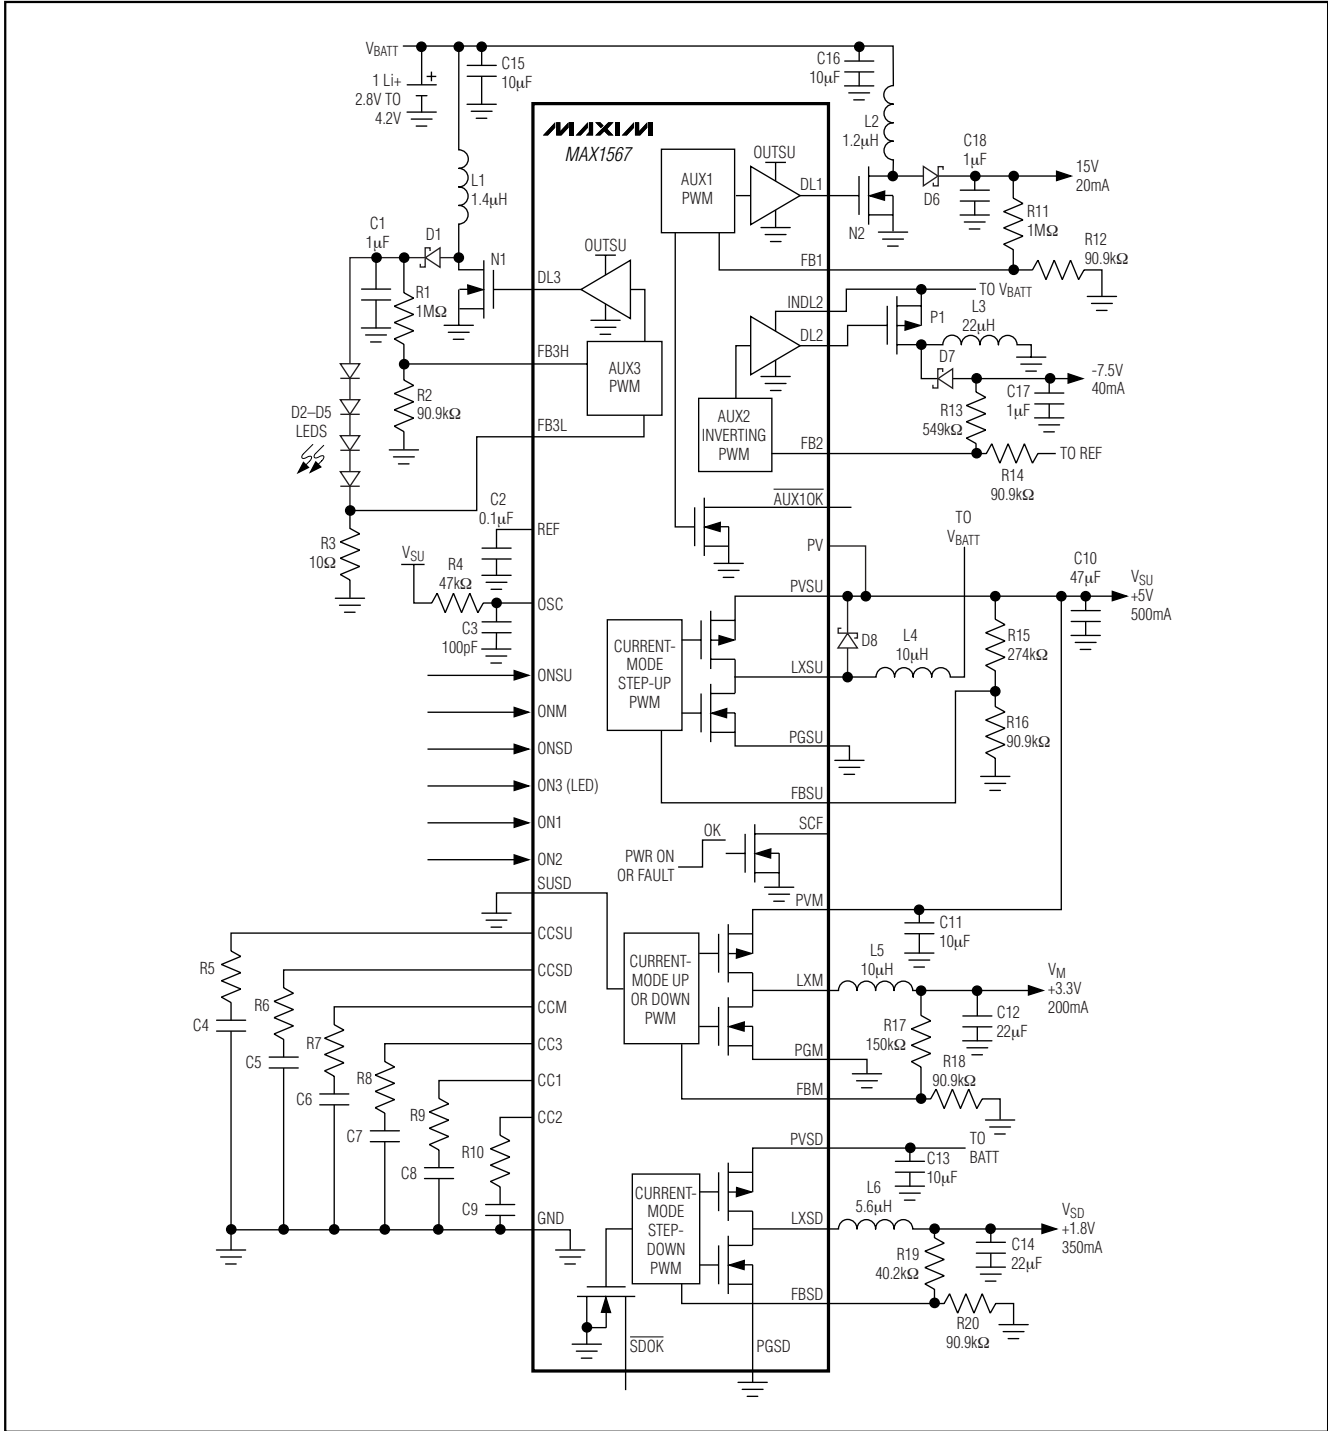 VBATT
1 Li+
2.8V TO
4.2V
+
C15
10µF
C16
10µF
L2
1.2µH
C18
1µF
15V
20mA
MAXIM
MAX1567
OUTSU
AUX1
PWM
DL1
D6
N2
R11
1MΩ
R12
90.9kΩ
FB1
L1
1.4µH
C1
1µF
D1
N1
R1
1MΩ
DL3
OUTSU
FB3H
AUX3
PWM
R2
90.9kΩ
FB3L
D2–D5
LEDS
INDL2
TO VBATT
DL2
P1
L3
22µH
D7
-7.5V
40mA
C17
1µF
R13
549kΩ
AUX2
INVERTING
PWM
FB2
TO REF
R14
90.9kΩ
AUX1OK
C2
0.1µF
REF
R3
10Ω
VSU
R4
47kΩ
OSC
C3
100pF
PV
TO
VBATT
C10
47µF
VSU
+5V
500mA
PVSU
CURRENT-
MODE
STEP-UP
PWM
D8
L4
10µH
R15
274kΩ
LXSU
R16
90.9kΩ
PGSU
FBSU
ONSU
ONM
ONSD
ON3 (LED)
ON1
ON2
SUSD
SCF
OK
PWR ON
OR FAULT
PVM
C11
10µF
CURRENT-
MODE UP
OR DOWN
PWM
L5
10µH
LXM
VM
+3.3V
200mA
C12
22µF
R17
150kΩ
R18
90.9kΩ
PGM
FBM
CCSU
CCSD
CCM
CC3
CC1
CC2
R5
C4
R6
C5
R7
C6
R8
C7
R9
C8
R10
C9
GND
PVSD
TO
BATT
C13
10µF
CURRENT-
MODE
STEP-
DOWN
PWM
L6
5.6µH
LXSD
VSD
+1.8V
350mA
C14
22µF
R19
40.2kΩ
FBSD
R20
90.9kΩ
SDOK
PGSD